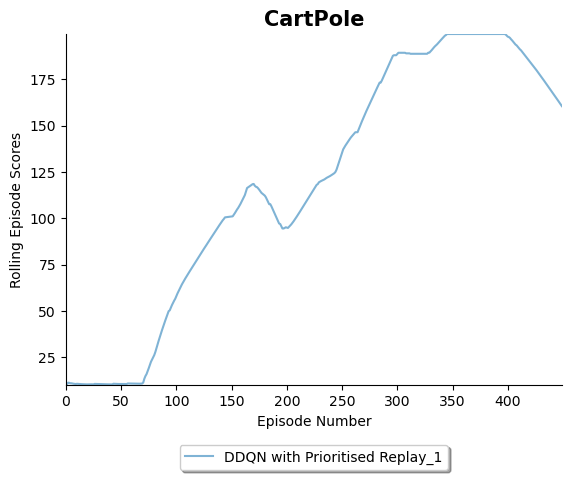 CartPole
Rolling Episode Scores
175
150
125
100
75
50
25
0 50 100 150 200 250 300 350 400
Episode Number
DDQN with Prioritised Replay_1